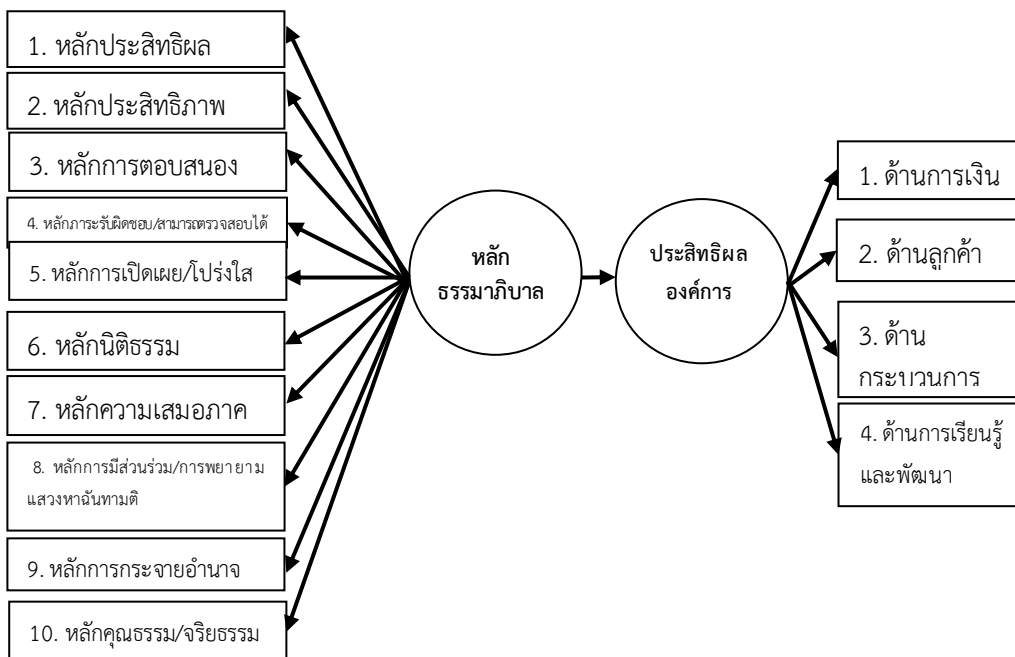 1. หลักประสิทธิผล
2. หลักประสิทธิภาพ
3. หลักการตอบสนอง
4. หลักภาระรับผิดชอบ/สามารถตรวจสอบได้
5. หลักการเปิดเผย/โปร่งใส
6. หลักนิติธรรม
7. หลักความเสมอภาค
8. หลักการมีส่วนร่วม/การพยายาม
แสวงหาฉันทามติ
9. หลักการกระจายอำนาจ
10. หลักคุณธรรม/จริยธรรม
หลัก
ธรรมาภิบาล
ประสิทธิผล
องค์การ
1. ด้านการเงิน
2. ด้านลูกค้า
3. ด้าน
กระบวนการ
4. ด้านการเรียนรู้
และพัฒนา